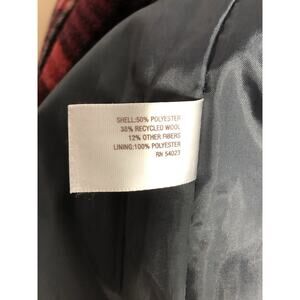 SHELL:50% POLYESTER
38% RECYCLED WOOL
12% OTHER FIBERS
LINING:100% POLYESTER
RN 54023